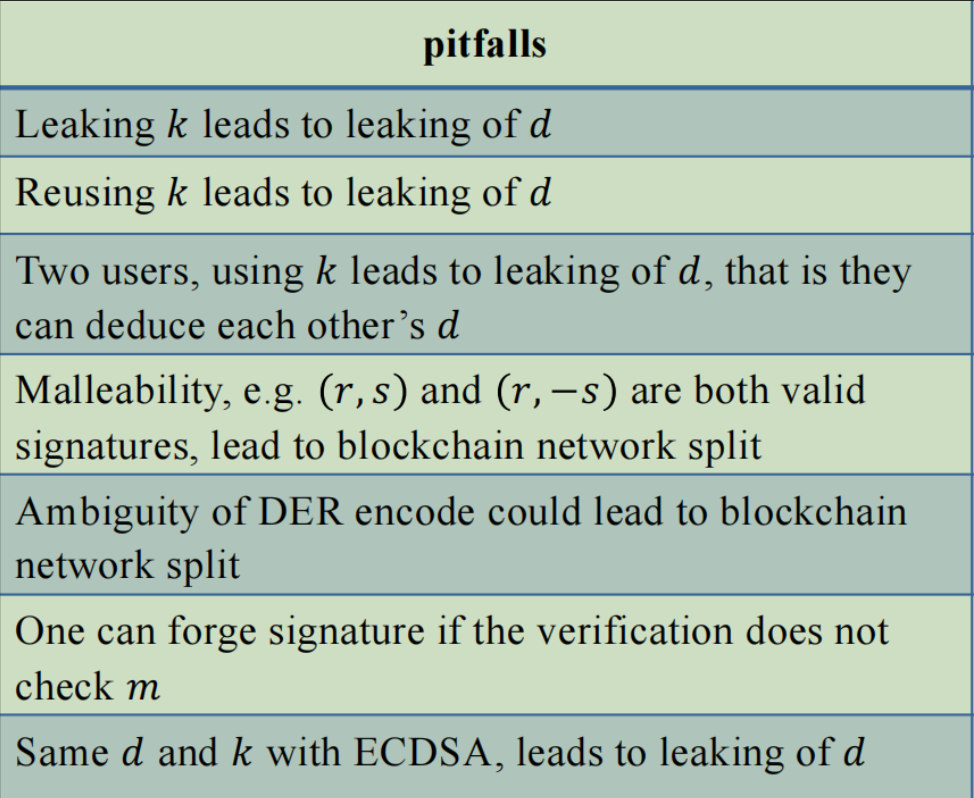 pitfalls
Leaking k leads to leaking of d
Reusing k leads to leaking of d
Two users, using k leads to leaking of d, that is they
can deduce each other’s d
Malleability, e.g. (r, s) and (r, −s) are both valid
signatures, lead to blockchain network split
Ambiguity of DER encode could lead to blockchain
network split
One can forge signature if the verification does not
check m
Same d and k with ECDSA, leads to leaking of d